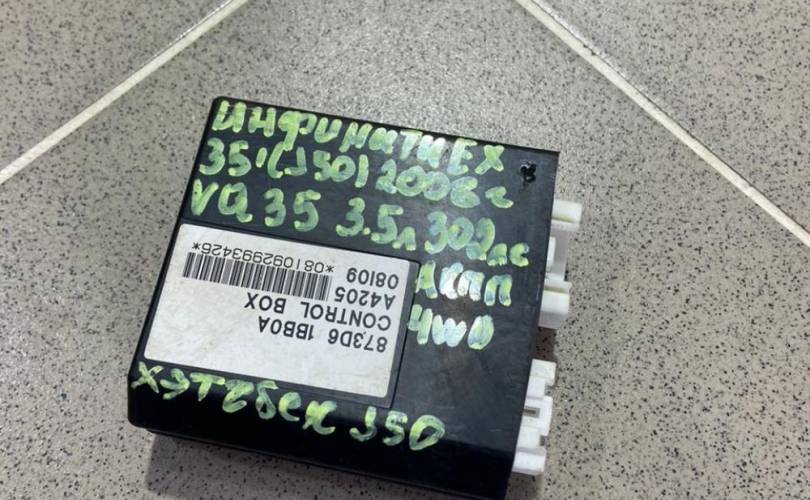 ИНФИНИТИ EX
35 (J50) 2008г
VQ35 3.5л 302лс
АКПП
4WD
хэтчбек J50
873D6 1BB0A
CONTROL BOX
A4205
08I09
*081092993426*